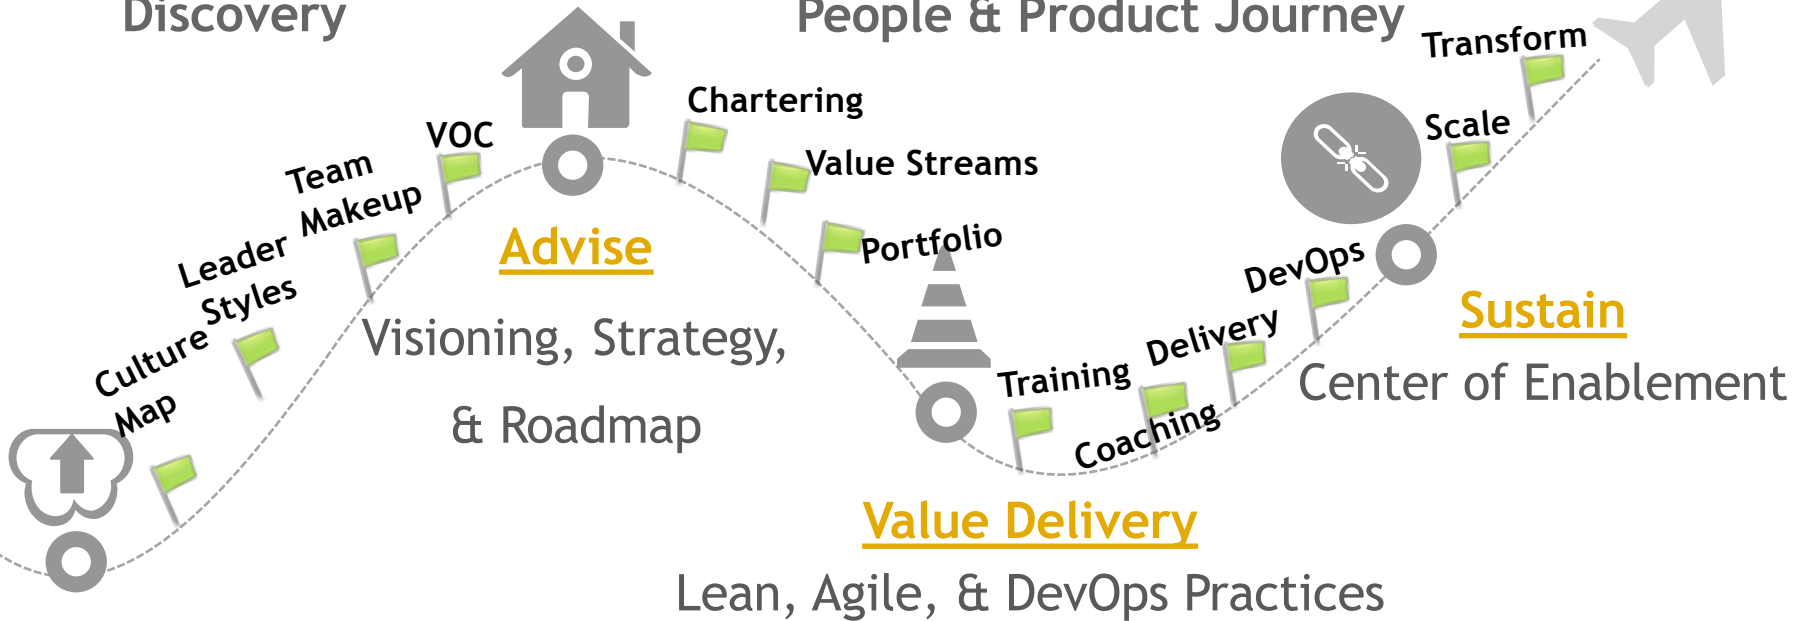 Discovery
People & Product Journey
Transform
Chartering
Scale
VOC
Value Streams
Team
Makeup
Portfolio
Leader
Styles
Advise
DevOps
Visioning, Strategy,
& Roadmap
Sustain
Center of Enablement
Culture
Map
Training
Delivery
Coaching
Value Delivery
Lean, Agile, & DevOps Practices